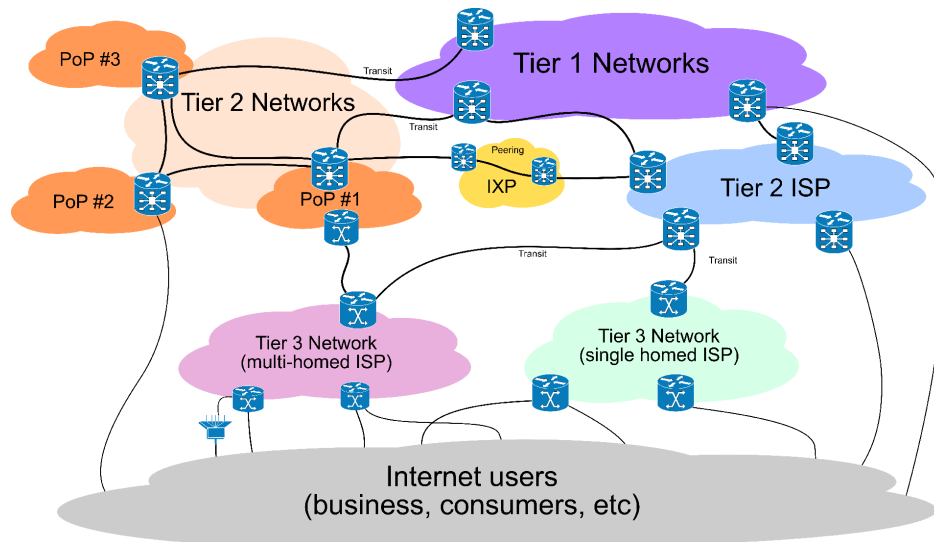 PoP #3
Tier 1 Networks
Transit
Tier 2 Networks
Transit
Peering
IXP
Tier 2 ISP
PoP #2
PoP #1
Transit
Transit
Tier 3 Network
(multi-homed ISP)
Tier 3 Network
(single homed ISP)
Internet users
(business, consumers, etc)